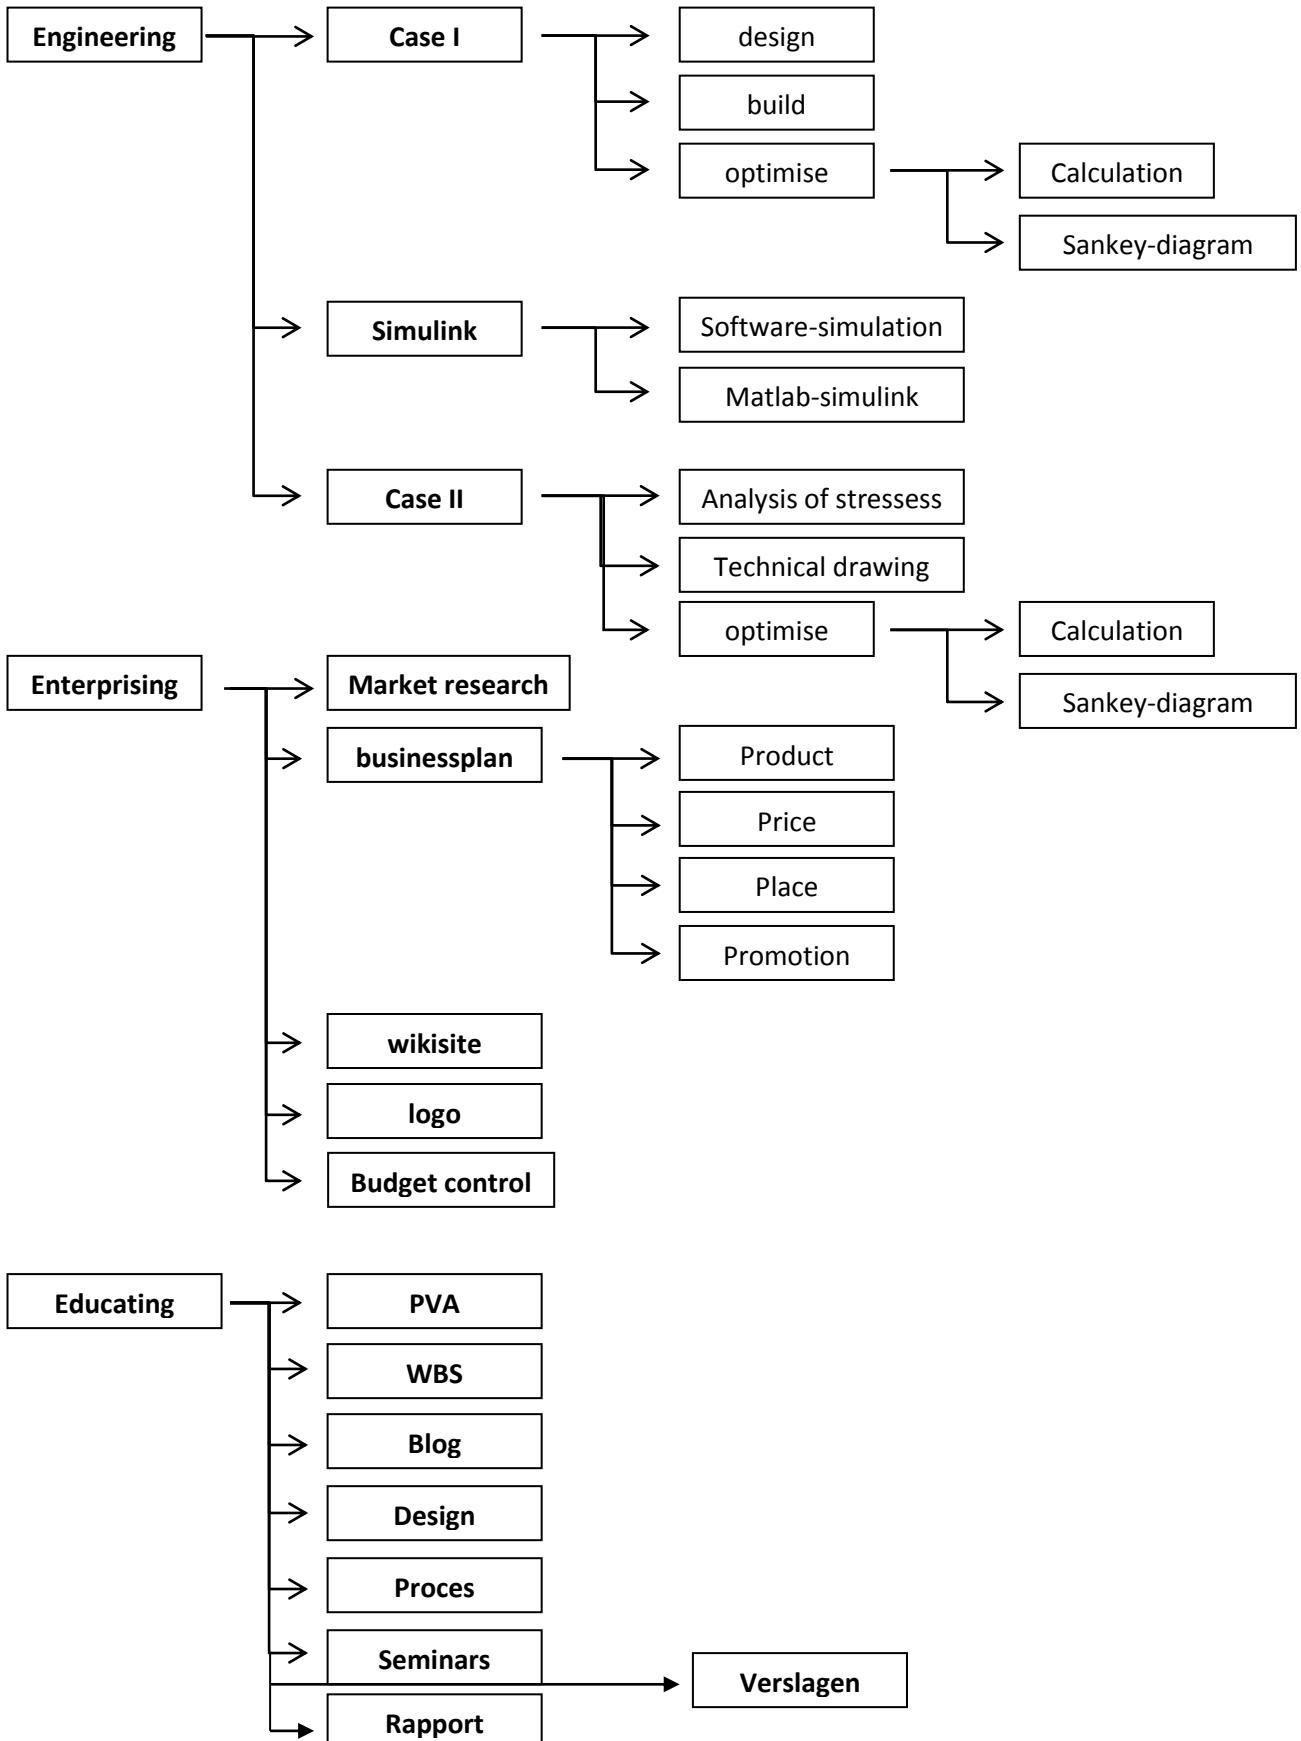 Engineering
Case I
design
build
optimise
Calculation
Sankey-diagram
Simulink
Software-simulation
Matlab-simulink
Case II
Analysis of stressess
Technical drawing
optimise
Calculation
Sankey-diagram
Enterprising
Market research
businessplan
Product
Price
Place
Promotion
wikisite
logo
Budget control
Educating
PVA
WBS
Blog
Design
Proces
Seminars
Verslagen
Rapport